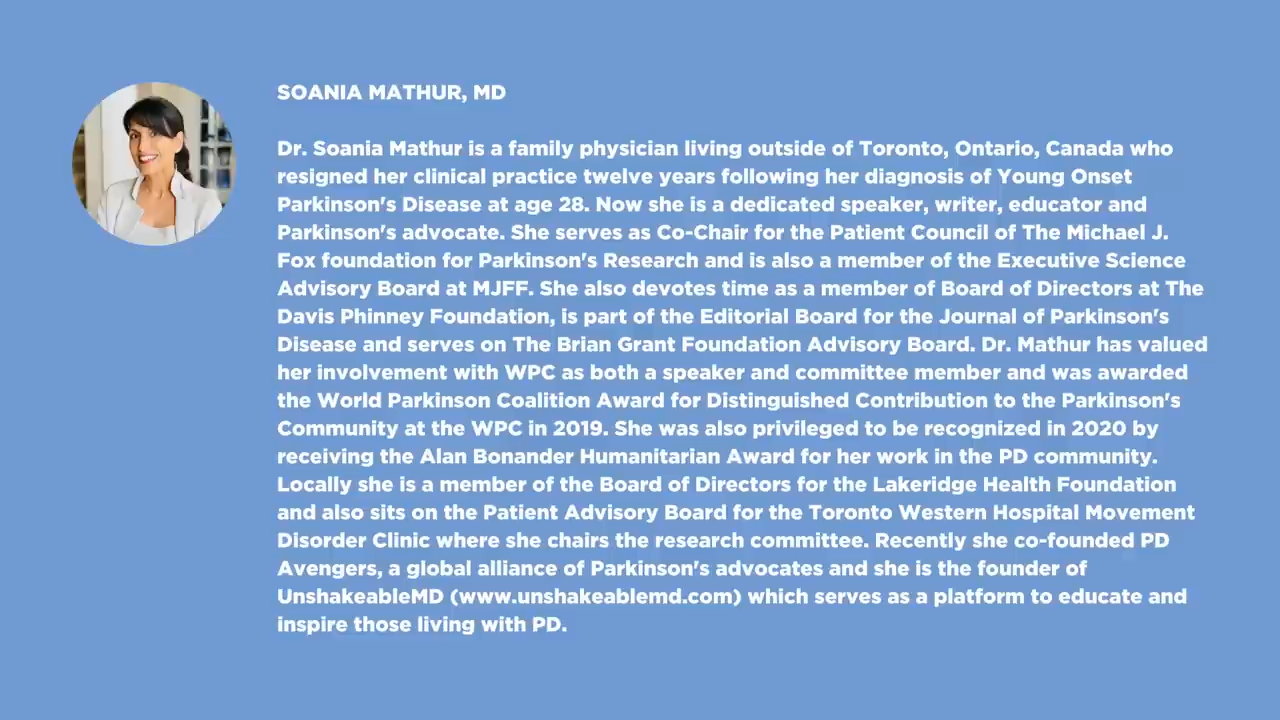 SOANIA MATHUR, MD
Dr. Soania Mathur is a family physician living outside of Toronto, Ontario, Canada who
resigned her clinical practice twelve years following her diagnosis of Young Onset
Parkinson's Disease at age 28. Now she is a dedicated speaker, writer, educator and
Parkinson's advocate. She serves as Co-Chair for the Patient Council of The Michael J.
Fox foundation for Parkinson's Research and is also a member of the Executive Science
Advisory Board at MJFF. She also devotes time as a member of Board of Directors at The
Davis Phinney Foundation, is part of the Editorial Board for the Journal of Parkinson's
Disease and serves on The Brian Grant Foundation Advisory Board. Dr. Mathur has valued
her involvement with WPC as both a speaker and committee member and was awarded
the World Parkinson Coalition Award for Distinguished Contribution to the Parkinson's
Community at the WPC in 2019. She was also privileged to be recognized in 2020 by
receiving the Alan Bonander Humanitarian Award for her work in the PD community.
Locally she is a member of the Board of Directors for the Lakeridge Health Foundation
and also sits on the Patient Advisory Board for the Toronto Western Hospital Movement
Disorder Clinic where she chairs the research committee. Recently she co-founded PD
Avengers, a global alliance of Parkinson's advocates and she is the founder of
UnshakeableMD (www.unshakeablemd.com) which serves as a platform to educate and
inspire those living with PD.